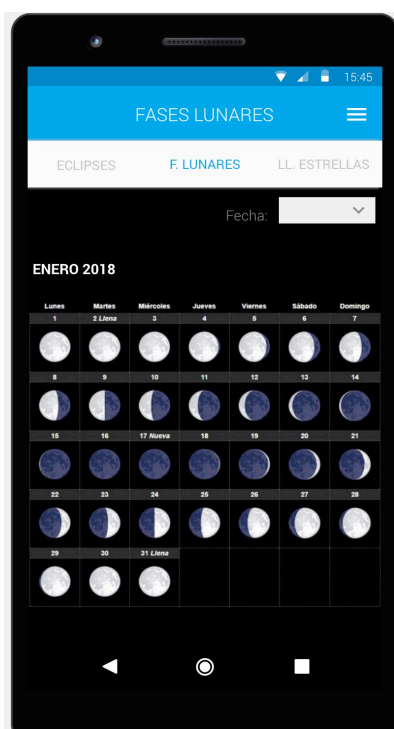 15:45
FASES LUNARES
ECLIPSES F. LUNARES LL. ESTRELLAS
Fecha:
ENERO 2018
Lunes Martes Miércoles Jueves Viernes Sábado Domingo
1 2 Llena 3 4 5 6 7
8 9 10 11 12 13 14
15 16 17 Nueva 18 19 20 21
22 23 24 25 26 27 28
29 30 31 Llena